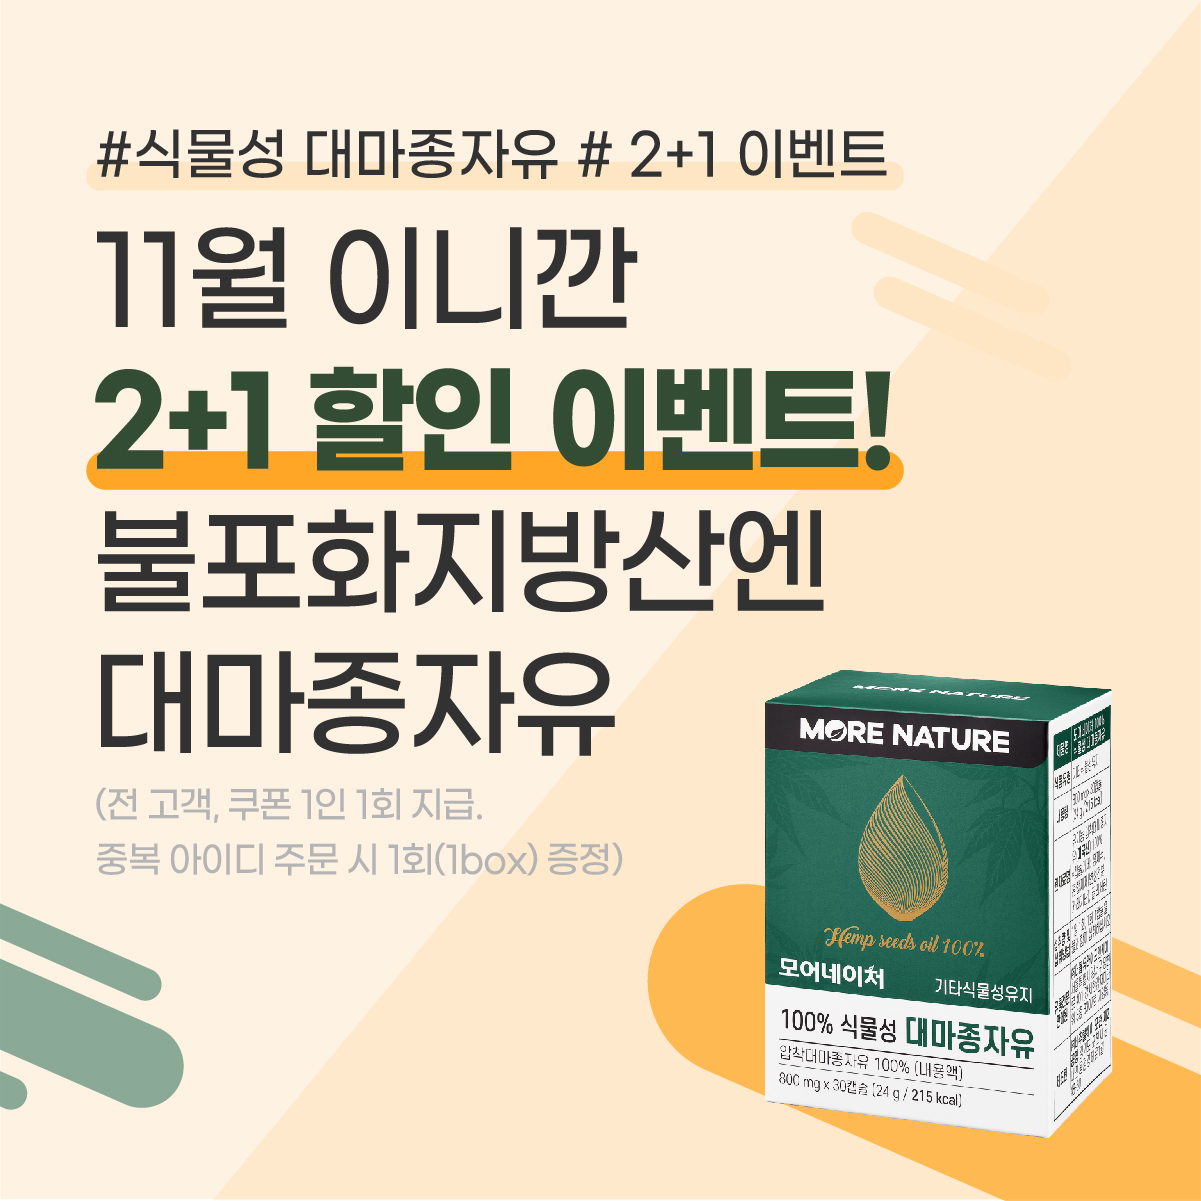 #식물성 대마종자유 # 2+1 이벤트
11월 이니깐
2+1 할인 이벤트!
불포화지방산엔
대마종자유
(전 고객, 쿠폰 1인 1회 지급.
중복 아이디 주문 시 1회(1box) 증정)
MORE NATURE
MORE NATURE
Hemp seeds oil 100%
모어네이처
기타식물성유지
100% 식물성 대마종자유
압착대마종자유 100% (내용액)
800 mg x 30캡슐 (24 g / 215 kcal)